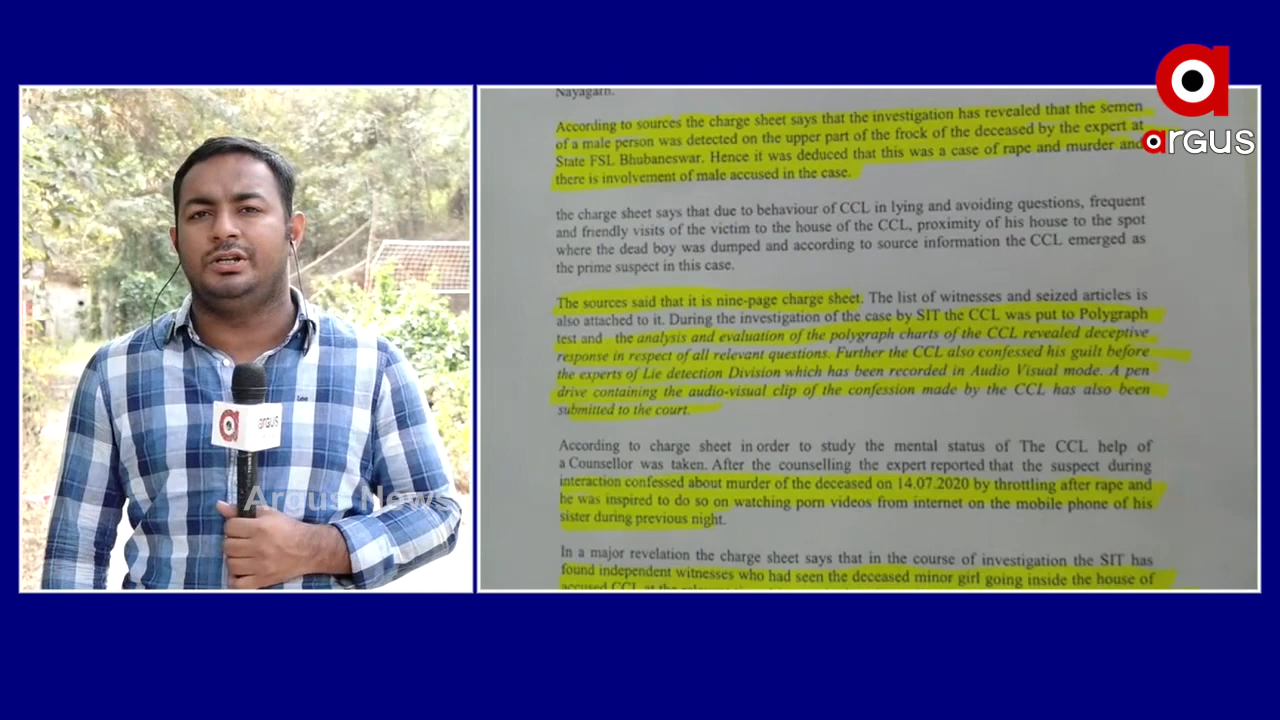 argus
argus
Argus News
Nayagarh.
According to sources the charge sheet says that the investigation has revealed that the semen
of a male person was detected on the upper part of the frock of the deceased by the expert at
State FSL Bhubaneswar. Hence it was deduced that this was a case of rape and murder and
there is involvement of male accused in the case.
the charge sheet says that due to behaviour of CCL in lying and avoiding questions, frequent
and friendly visits of the victim to the house of the CCL, proximity of his house to the spot
where the dead boy was dumped and according to source information the CCL emerged as
the prime suspect in this case.
The sources said that it is nine-page charge sheet. The list of witnesses and seized articles is
also attached to it. During the investigation of the case by SIT the CCL was put to Polygraph
test and the analysis and evaluation of the polygraph charts of the CCL revealed deceptive
response in respect of all relevant questions. Further the CCL also confessed his guilt before
the experts of Lie detection Division which has been recorded in Audio Visual mode. A pen
drive containing the audio-visual clip of the confession made by the CCL has also been
submitted to the court.
According to charge sheet in order to study the mental status of The CCL help of
a Counsellor was taken. After the counselling the expert reported that the suspect during
interaction confessed about murder of the deceased on 14.07.2020 by throttling after rape and
he was inspired to do so on watching porn videos from internet on the mobile phone of his
sister during previous night.
In a major revelation the charge sheet says that in the course of investigation the SIT has
found independent witnesses who had seen the deceased minor girl going inside the house of
accused CCL at the